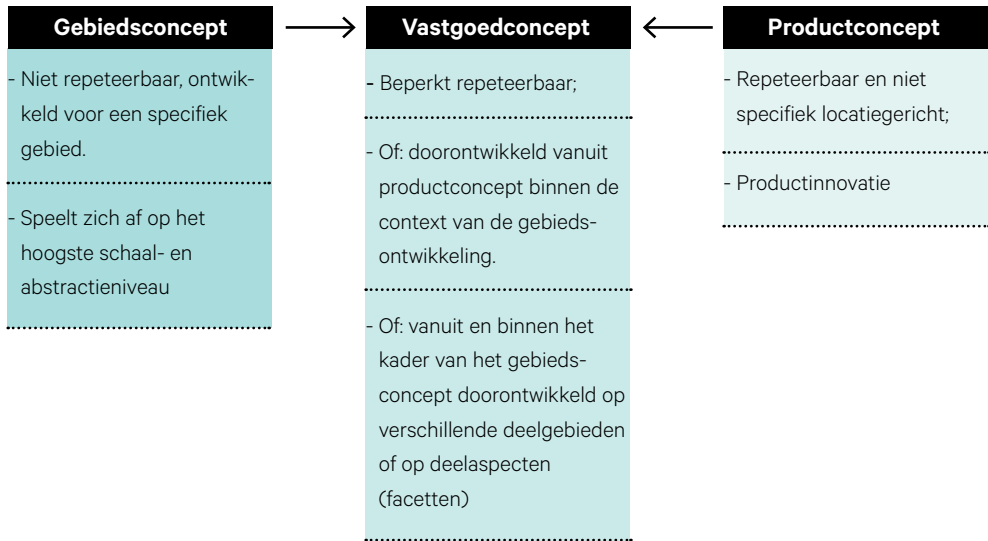 Gebiedsconcept
- Niet repeteerbaar, ontwik-
keld voor een specifiek
gebied.
- Speelt zich af op het
hoogste schaal- en
abstractieniveau
Vastgoedconcept
- Beperkt repeteerbaar;
- Of: doorontwikkeld vanuit
productconcept binnen de
context van de gebieds-
ontwikkeling.
- Of: vanuit en binnen het
kader van het gebieds-
concept doorontwikkeld op
verschillende deelgebieden
of op deelaspecten
(facetten)
Productconcept
- Repeteerbaar en niet
specifiek locatiegericht;
- Productinnovatie